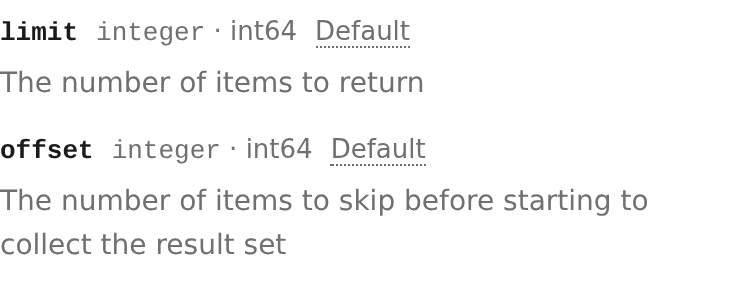 limit integer · int64 Default
The number of items to return
offset integer · int64 Default
The number of items to skip before starting to
collect the result set